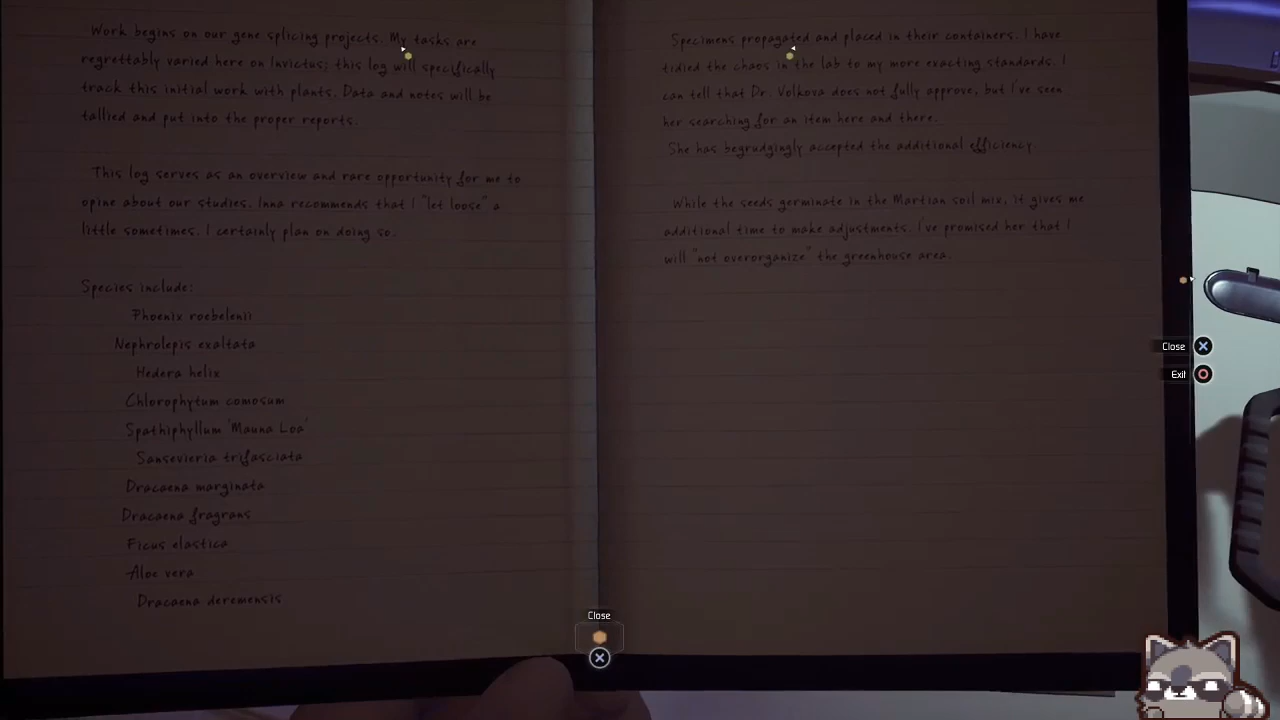 Work begins on our gene splicing projects. My tasks are
regrettably varied here on Invictus; this log will specifically
track this initial work with plants. Data and notes will be
tallied and put into the proper reports.
This log serves as an overview and rare opportunity for me to
opine about our studies. Inna recommends that I "let loose" a
little sometimes. I certainly plan on doing so.
Species include:
Phoenix roebelenii
Nephrolepis exaltata
Hedera helix
Chlorophytum comosum
Spathiphyllum 'Mauna Loa'
Sansevieria trifasciata
Dracaena marginata
Dracaena fragrans
Ficus elastica
Aloe vera
Dracaena deremensis
Specimens propagated and placed in their containers. I have
tidied the chaos in the lab to my more exacting standards. I
can tell that Dr. Volkova does not fully approve, but I've seen
her searching for an item here and there.
She has begrudgingly accepted the additional efficiency.
While the seeds germinate in the Martian soil mix, it gives me
additional time to make adjustments. I've promised her that I
will "not overorganize" the greenhouse area.
Close
Exit
Close